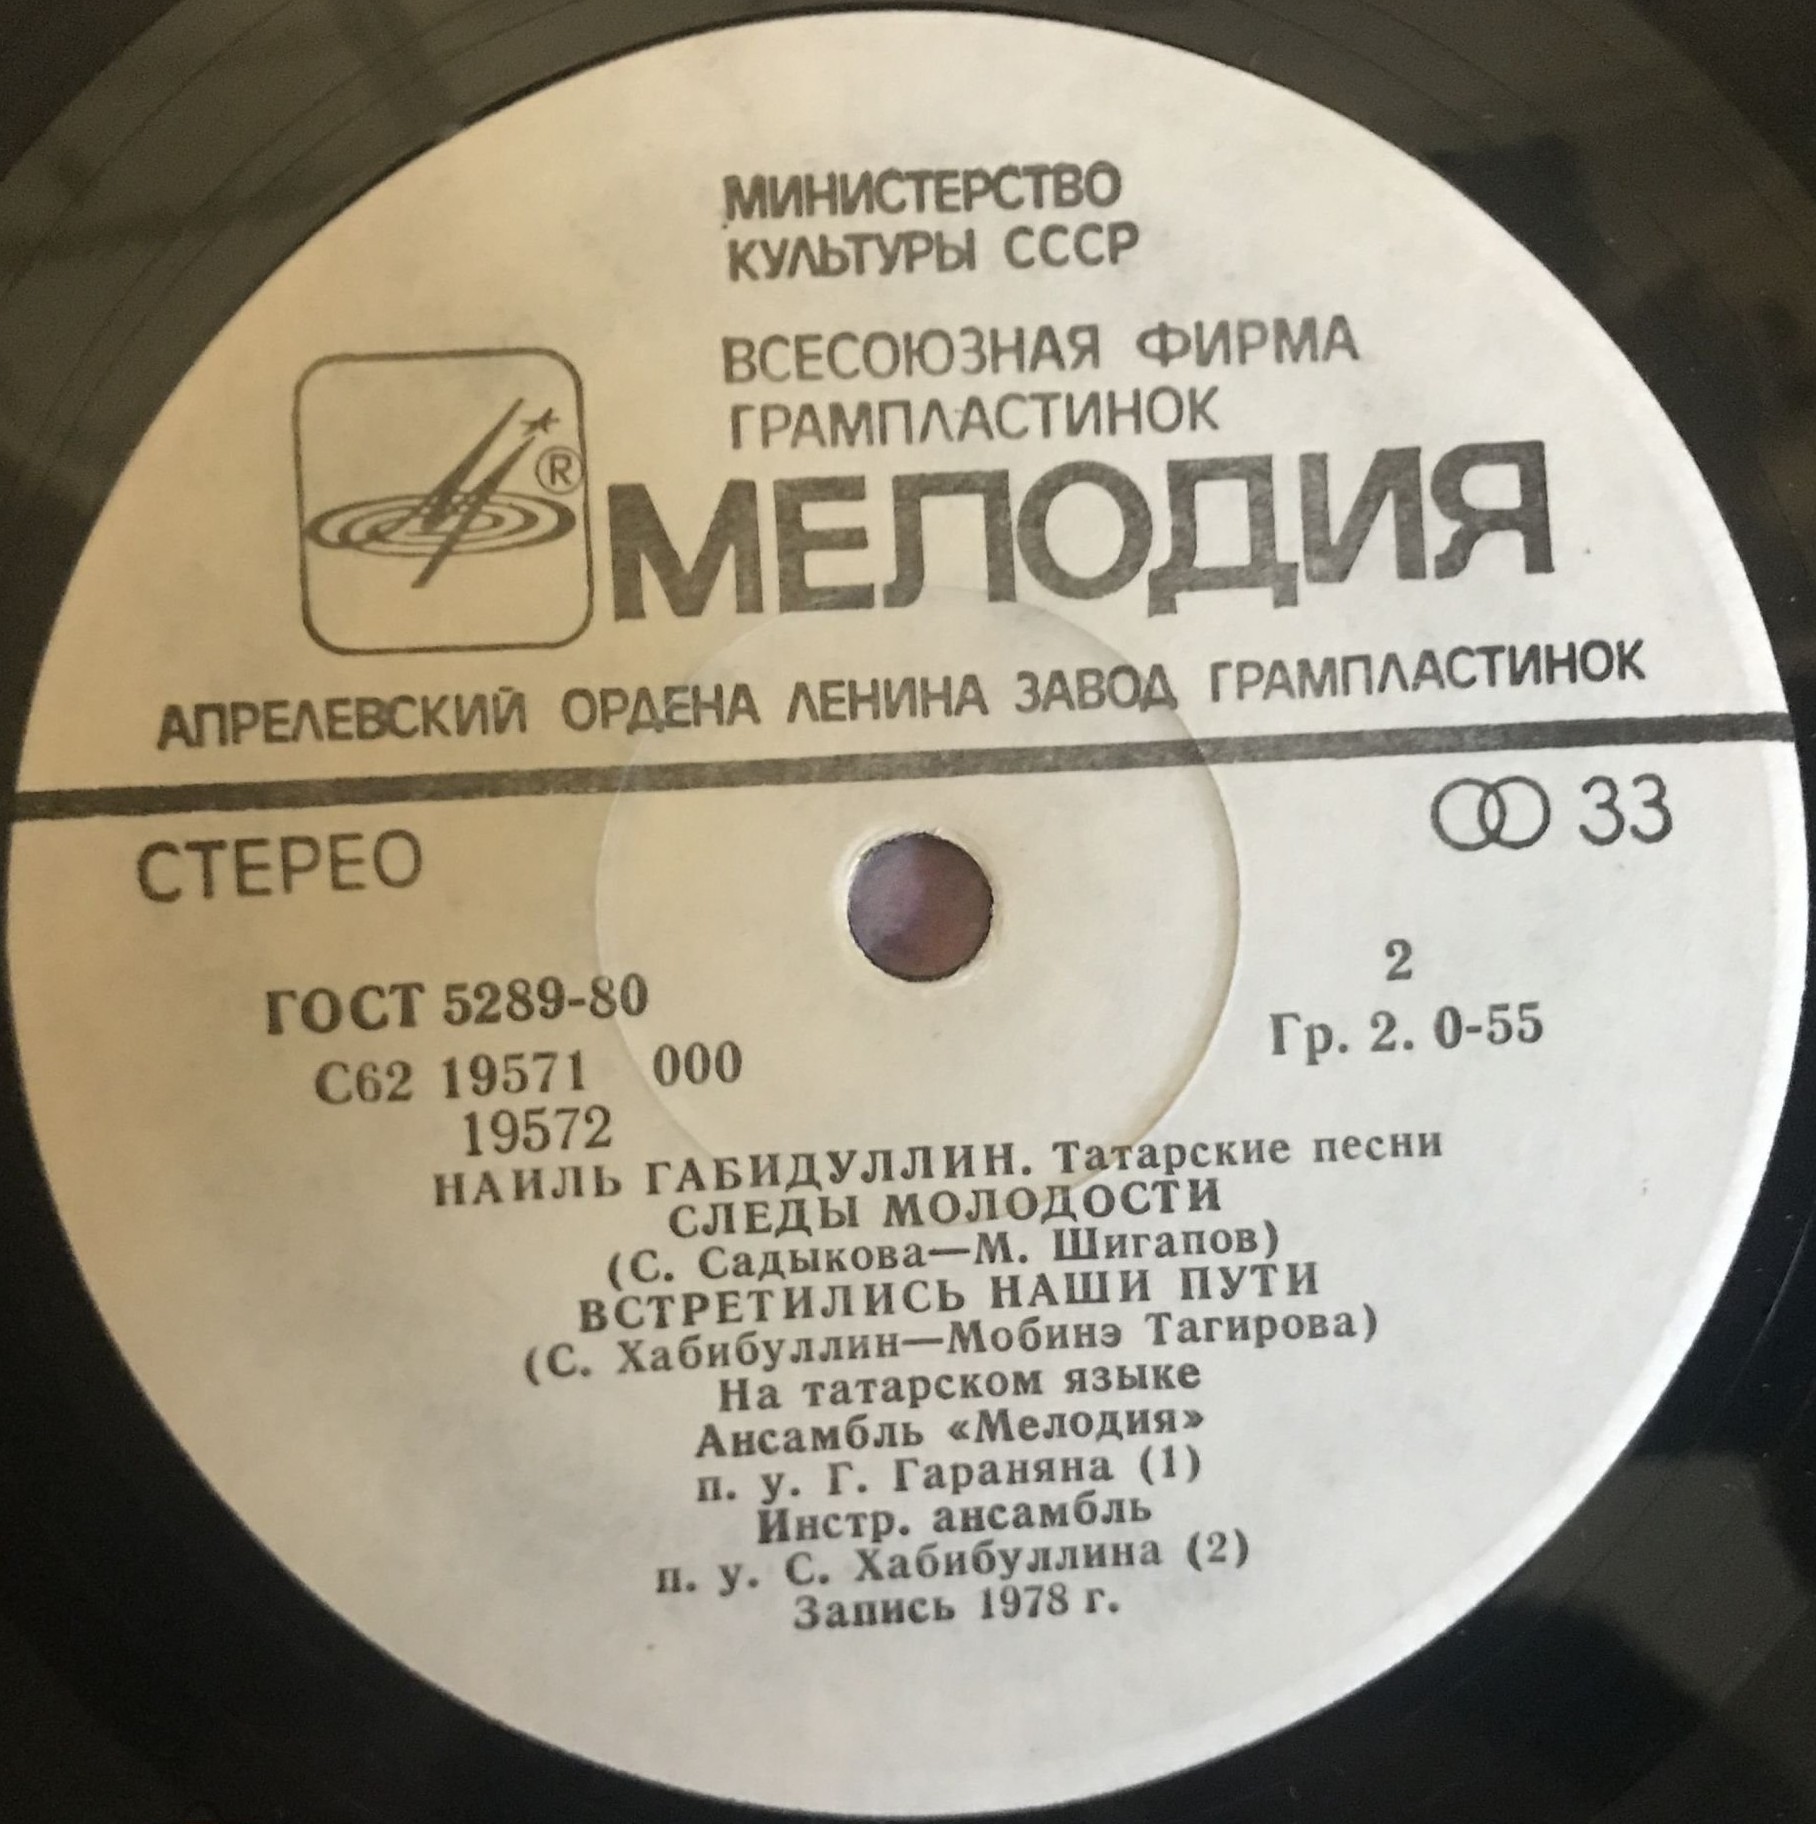 МИНИСТЕРСТВО
КУЛЬТУРЫ СССР
ВСЕСОЮЗНАЯ ФИРМА
ГРАМПЛАСТИНОК
®
МЕЛОДИЯ
АПРЕЛЕВСКИЙ ОРДЕНА ЛЕНИНА ЗАВОД ГРАМПЛАСТИНОК
СТЕРЕО
33
ГОСТ 5289-80
2
С62 19571 000
Гр. 2. 0-55
19572
НАИЛЬ ГАБИДУЛЛИН. Татарские песни
СЛЕДЫ МОЛОДОСТИ
(С. Садыкова—М. Шигапов)
ВСТРЕТИЛИСЬ НАШИ ПУТИ
(С. Хабибуллин—Мобинэ Тагирова)
На татарском языке
Ансамбль «Мелодия»
п. у. Г. Гараняна (1)
Инстр. ансамбль
п. у. С. Хабибуллина (2)
Запись 1978 г.